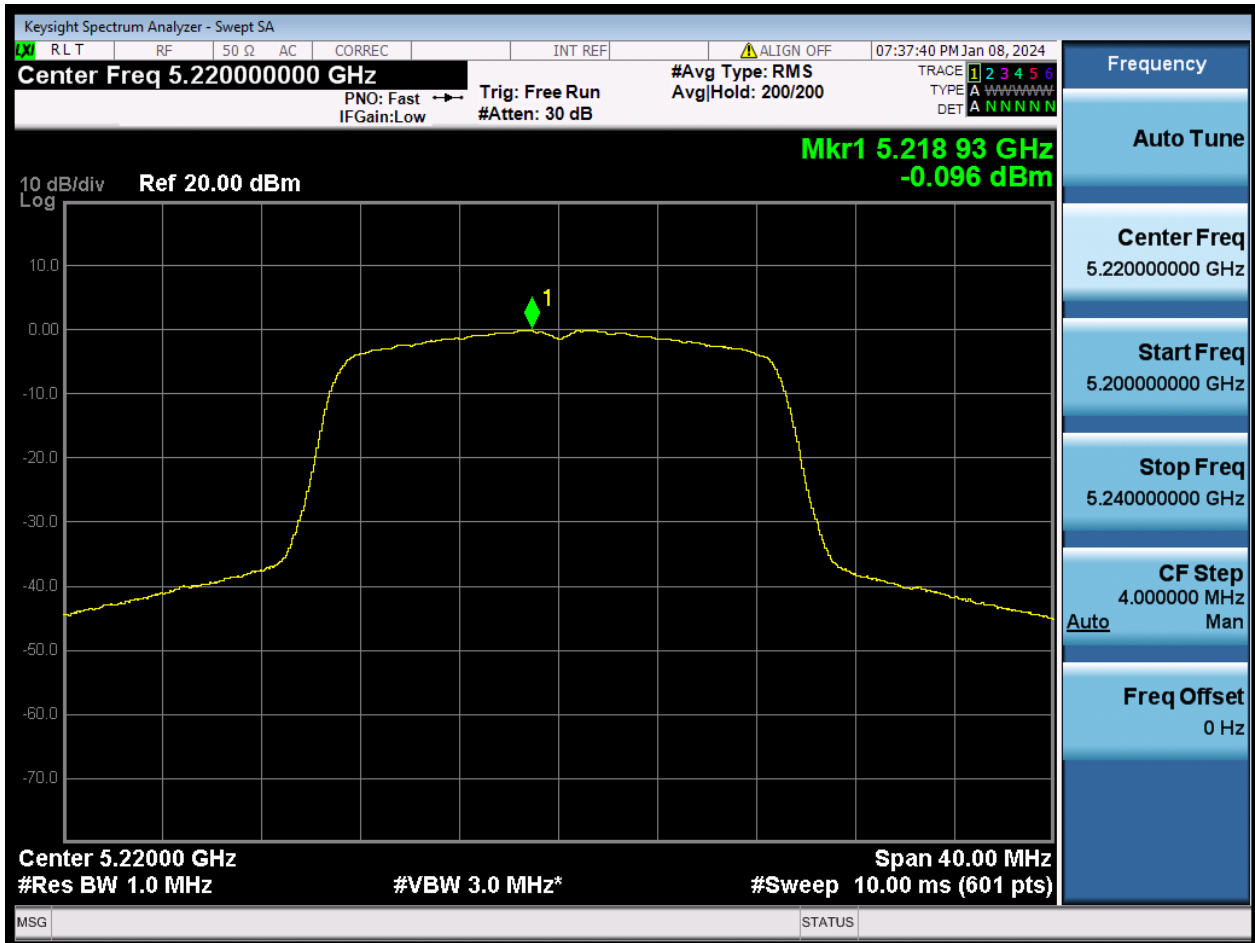 Keysight Spectrum Analyzer - Swept SA
LXI RLT RF 50 Ω AC CORREC INT REF ALIGN OFF 07:37:40 PM Jan 08, 2024
Center Freq 5.220000000 GHz
PNO: Fast
IFGain:Low
Trig: Free Run
#Atten: 30 dB
#Avg Type: RMS
Avg|Hold: 200/200
TRACE 1 2 3 4 5 6
TYPE A WWWWW
DET A N N N N N
Mkr1 5.218 93 GHz
-0.096 dBm
10 dB/div Ref 20.00 dBm
Log
10.0
0.00
-10.0
-20.0
-30.0
-40.0
-50.0
-60.0
-70.0
1
Center 5.22000 GHz Span 40.00 MHz
#Res BW 1.0 MHz #VBW 3.0 MHz* #Sweep 10.00 ms (601 pts)
MSG STATUS
Frequency
Auto Tune
Center Freq
5.220000000 GHz
Start Freq
5.200000000 GHz
Stop Freq
5.240000000 GHz
CF Step
4.000000 MHz
Auto Man
Freq Offset
0 Hz